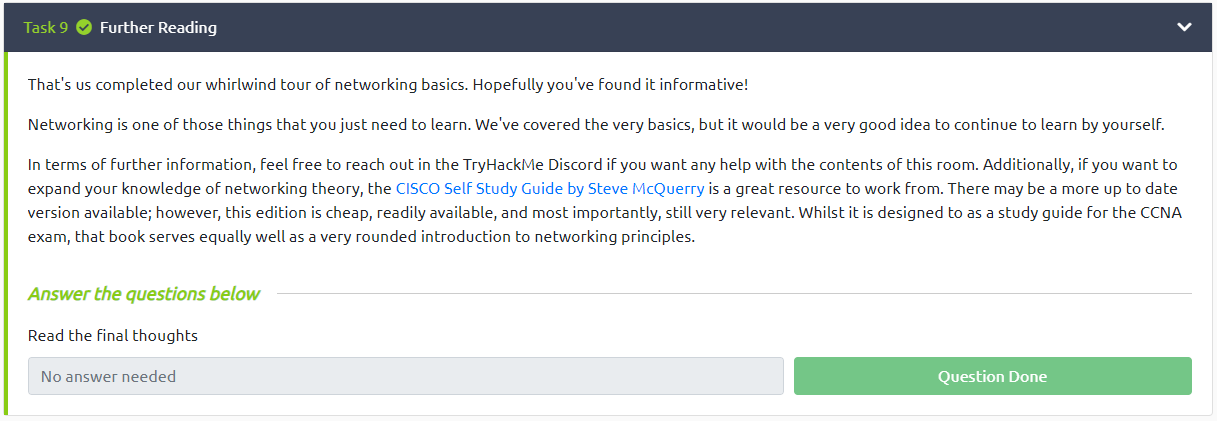 Task 9 Further Reading
That's us completed our whirlwind tour of networking basics. Hopefully you've found it informative!
Networking is one of those things that you just need to learn. We've covered the very basics, but it would be a very good idea to continue to learn by yourself.
In terms of further information, feel free to reach out in the TryHackMe Discord if you want any help with the contents of this room. Additionally, if you want to
expand your knowledge of networking theory, the CISCO Self Study Guide by Steve McQuerry is a great resource to work from. There may be a more up to date
version available; however, this edition is cheap, readily available, and most importantly, still very relevant. Whilst it is designed to as a study guide for the CCNA
exam, that book serves equally well as a very rounded introduction to networking principles.
Answer the questions below
Read the final thoughts
No answer needed
Question Done